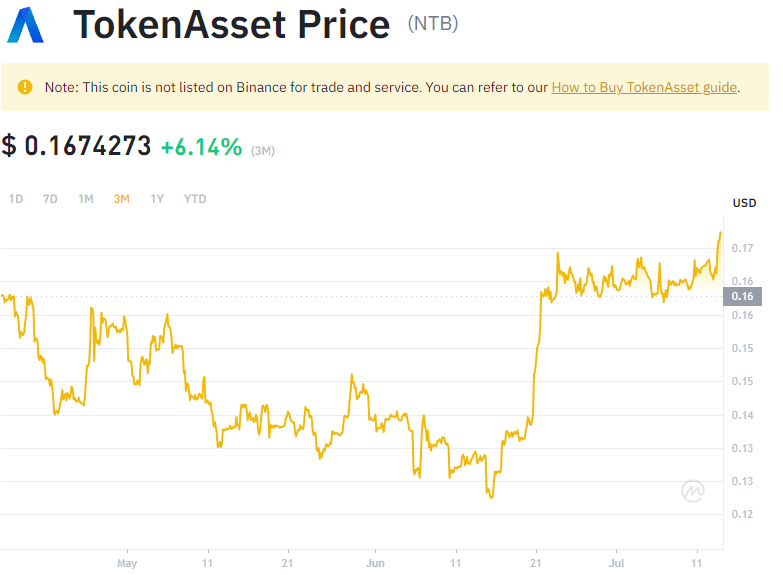 TokenAsset Price (NTB)
Note: This coin is not listed on Binance for trade and service. You can refer to our How to Buy TokenAsset guide.
$ 0.1674273 +6.14% (3M)
1D 7D 1M 3M 1Y YTD
USD
0.17
0.16
0.16
0.16
0.15
0.15
0.14
0.13
0.13
0.12
May 11 21 Jun 11 21 Jul 11